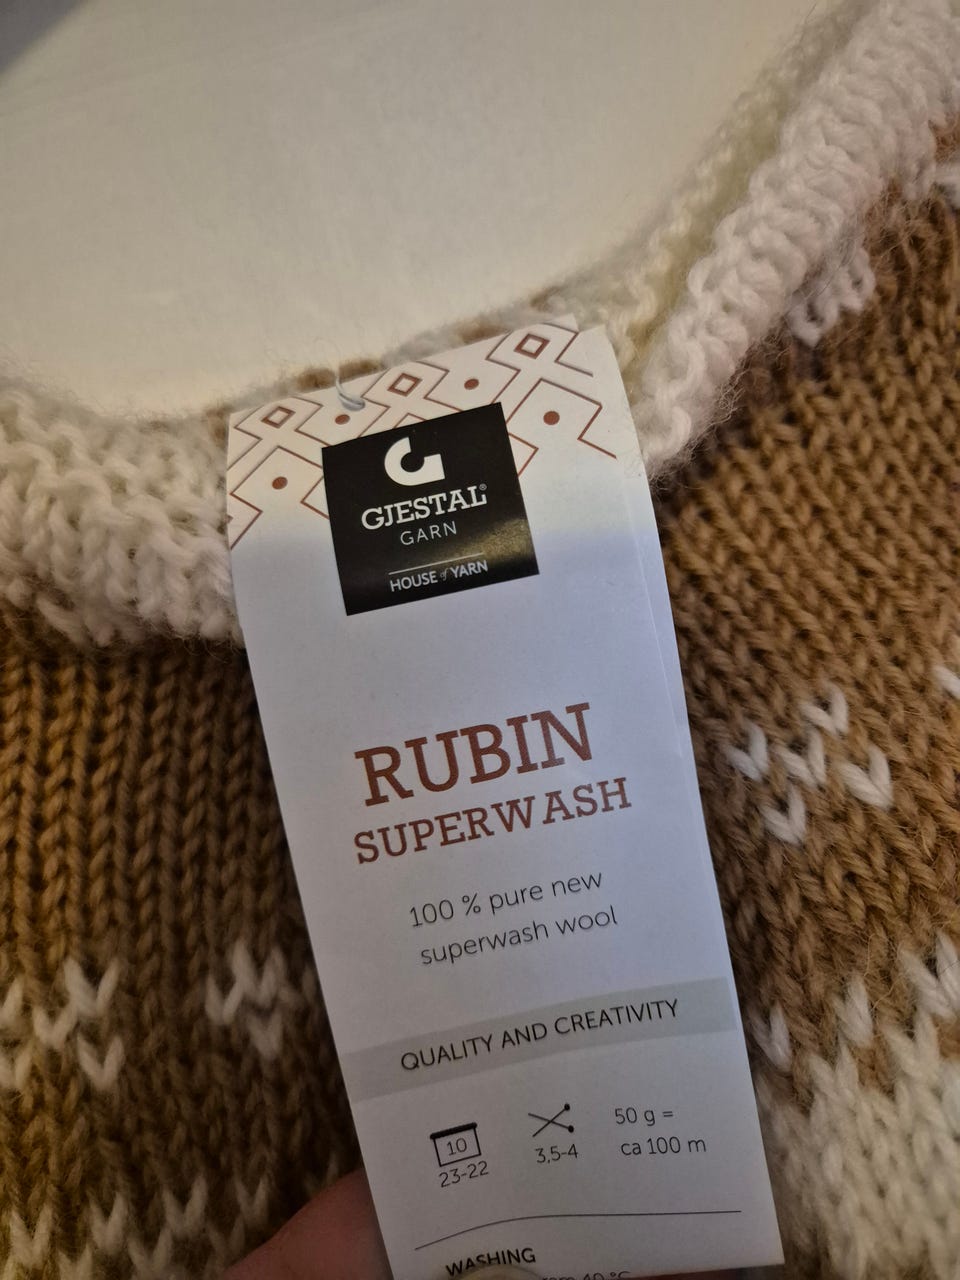 GJESTAL®
GARN
HOUSE of YARN
RUBIN
SUPERWASH
100 % pure new
superwash wool
QUALITY AND CREATIVITY
10
23-22
3,5-4
50 g =
ca 100 m
WASHING
40 °C